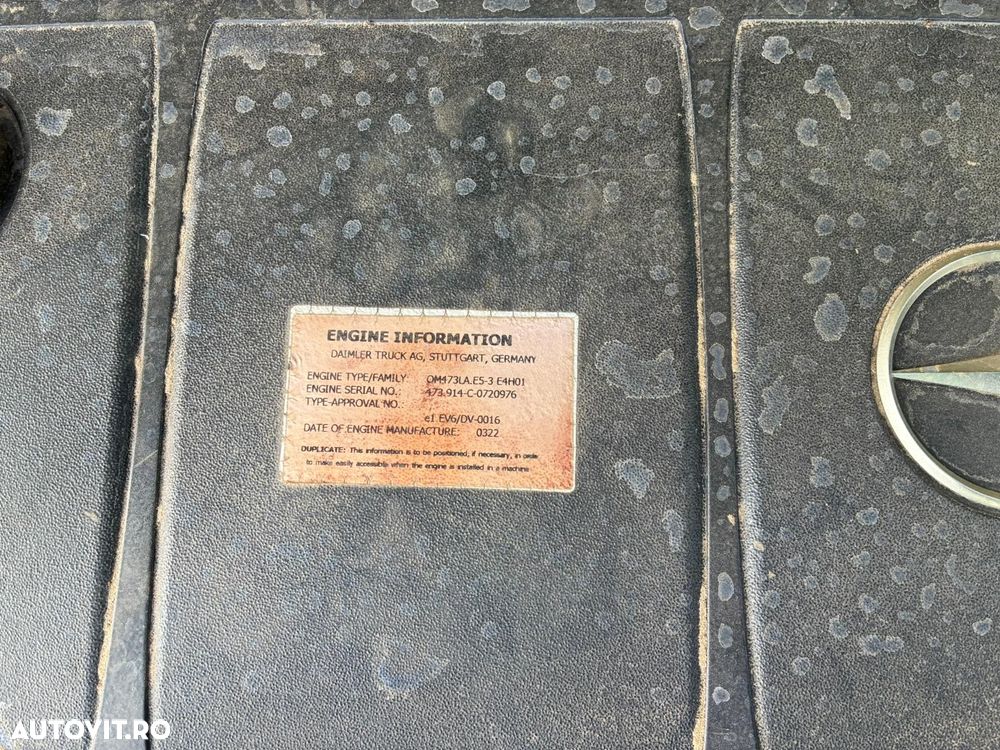 ENGINE INFORMATION
DAIMLER TRUCK AG, STUTTGART, GERMANY
ENGINE TYPE/FAMILY: OM473LA.E5-3 E4H01
ENGINE SERIAL NO.: 473.914-C-0720976
TYPE-APPROVAL NO.:
e1 EV6/DV-0016
DATE OF ENGINE MANUFACTURE: 0322
DUPLICATE: This information is to be positioned, if necessary, in orde
to make easily accessible when the engine is installed in a machine
AUTOVIT.RO